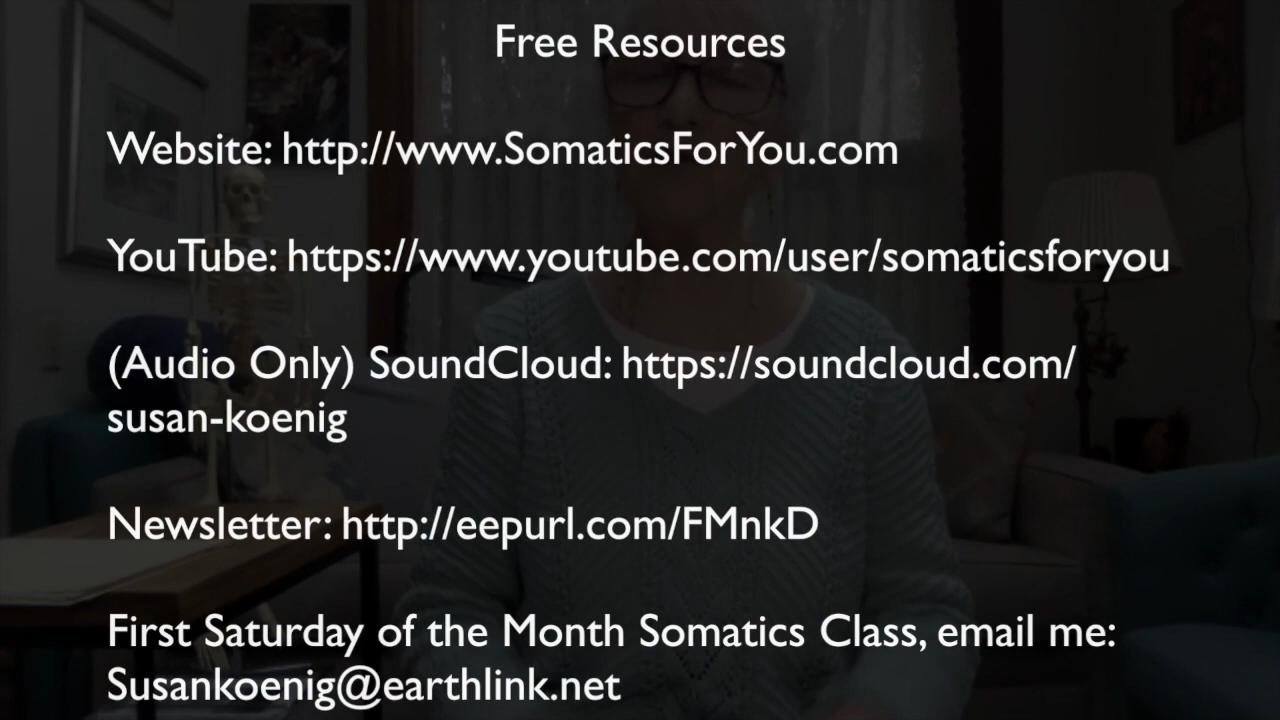 Free Resources
Website: http://www.SomaticsForYou.com
YouTube: https://www.youtube.com/user/somaticsforyou
(Audio Only) SoundCloud: https://soundcloud.com/
susan-koenig
Newsletter: http://eepurl.com/FMnkD
First Saturday of the Month Somatics Class, email me:
Susankoenig@earthlink.net